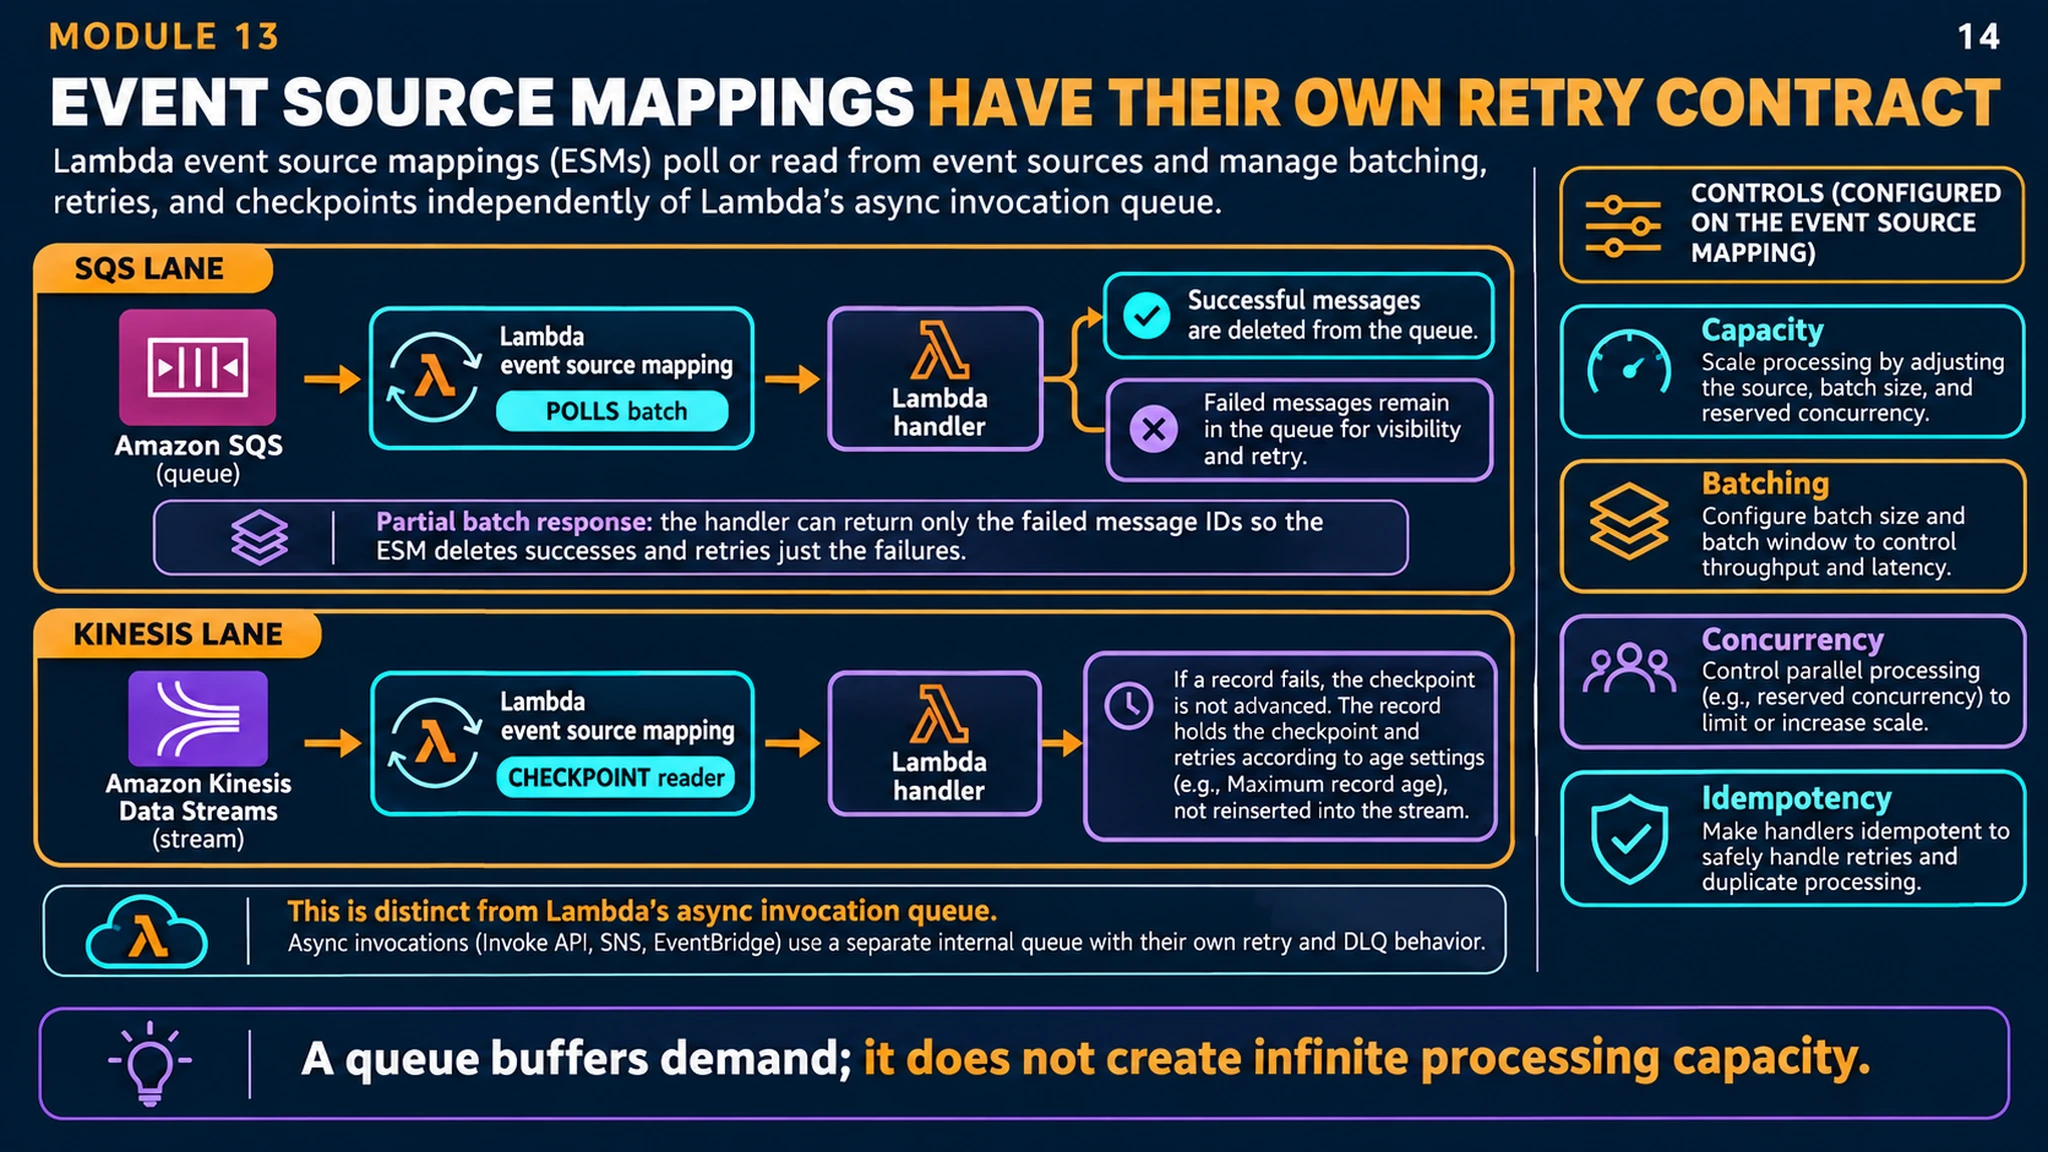 MODULE 13
14
EVENT SOURCE MAPPINGS HAVE THEIR OWN RETRY CONTRACT
Lambda event source mappings (ESMs) poll or read from event sources and manage batching,
retries, and checkpoints independently of Lambda's async invocation queue.
SQS LANE
Amazon SQS
(queue)
Lambda
event source mapping
POLLS batch
Lambda
handler
Successful messages
are deleted from the queue.
Failed messages remain
in the queue for visibility
and retry.
Partial batch response: the handler can return only the failed message IDs so the
ESM deletes successes and retries just the failures.
KINESIS LANE
Amazon Kinesis
Data Streams
(stream)
Lambda
event source mapping
CHECKPOINT reader
Lambda
handler
If a record fails, the checkpoint
is not advanced. The record
holds the checkpoint and
retries according to age settings
(e.g., Maximum record age),
not reinserted into the stream.
This is distinct from Lambda's async invocation queue.
Async invocations (Invoke API, SNS, EventBridge) use a separate internal queue with their own retry and DLQ behavior.
CONTROLS (CONFIGURED
ON THE EVENT SOURCE
MAPPING)
Capacity
Scale processing by adjusting
the source, batch size, and
reserved concurrency.
Batching
Configure batch size and
batch window to control
throughput and latency.
Concurrency
Control parallel processing
(e.g., reserved concurrency) to
limit or increase scale.
Idempotency
Make handlers idempotent to
safely handle retries and
duplicate processing.
A queue buffers demand; it does not create infinite processing capacity.